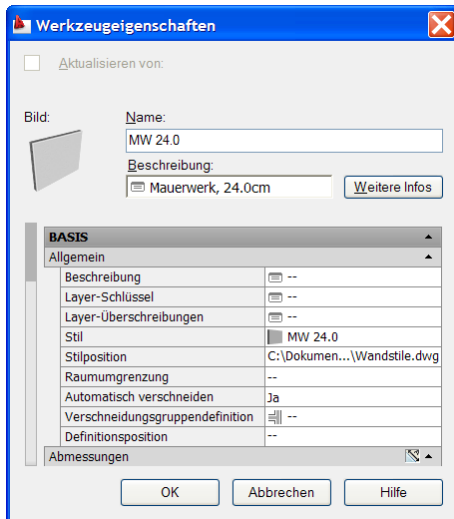 Werkzeugeigenschaften
Aktualisieren von:
Bild:
Name:
MW 24.0
Beschreibung:
Mauerwerk, 24.0cm
Weitere Infos
BASIS
Allgemein
Beschreibung --
Layer-Schlüssel --
Layer-Überschreibungen --
Stil MW 24.0
Stilposition C:\Dokumen...\Wandstile.dwg
Raumumgrenzung --
Automatisch verschneiden Ja
Verschneidungsgruppendefinition --
Definitionsposition --
Abmessungen
OK Abbrechen Hilfe